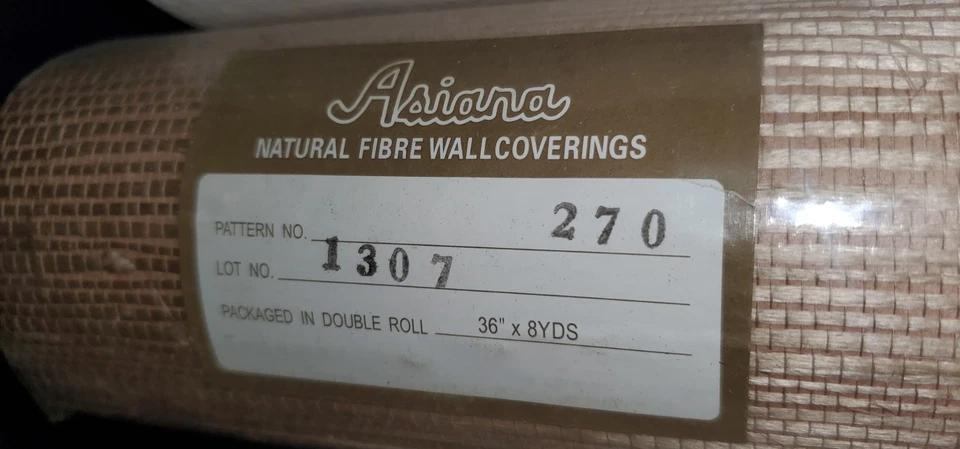 Asiana
NATURAL FIBRE WALLCOVERINGS
PATTERN NO. 270
LOT NO. 1307
PACKAGED IN DOUBLE ROLL 36" x 8YDS